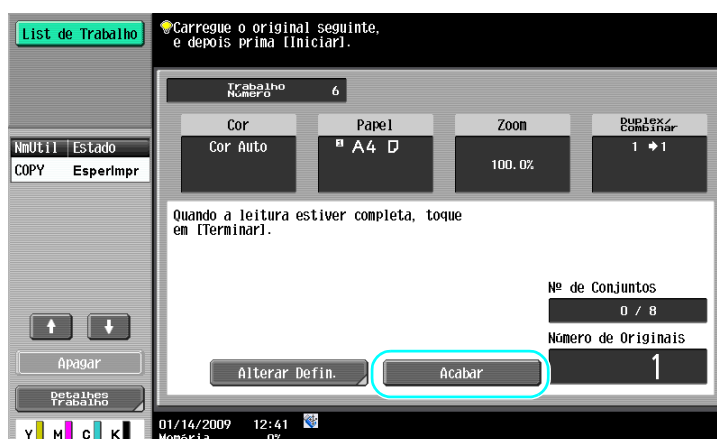 List de Trabalho
Carregue o original seguinte,
e depois prima [Iniciar].
Trabalho
Número
6
Cor
Papel
Zoom
Duplex/
Combinar
Cor Auto
A4
100.0%
1 → 1
NmUtil
Estado
COPY
EsperImpr
Quando a leitura estiver completa, toque
em [Terminar].
Nº de Conjuntos
0 / 8
Número de Originais
1
Apagar
Alterar Defin.
Acabar
Detalhes
Trabalho
Y M C K
01/14/2009 12:41
Memória 0%